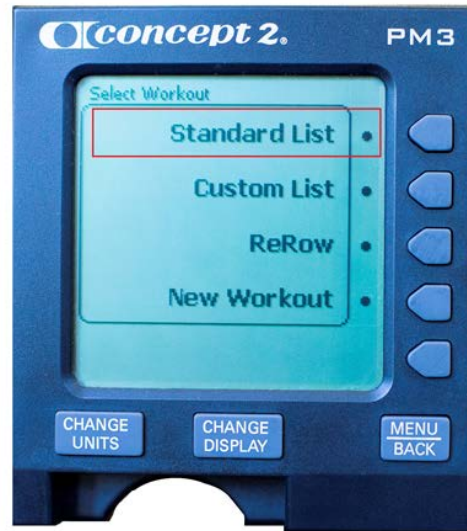 concept 2.
PM3
Select Workout
Standard List
Custom List
ReRow
New Workout
CHANGE
UNITS
CHANGE
DISPLAY
MENU
BACK